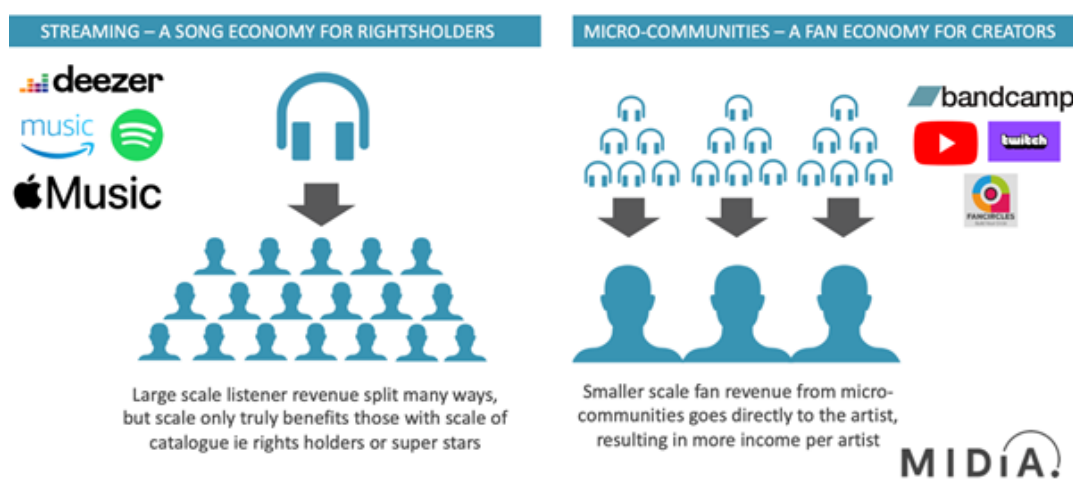 STREAMING – A SONG ECONOMY FOR RIGHTSHOLDERS
deezer
music
Music
Large scale listener revenue split many ways,
but scale only truly benefits those with scale of
catalogue ie rights holders or super stars
MICRO-COMMUNITIES – A FAN ECONOMY FOR CREATORS
bandcamp
twitch
FANCIRCLES
Smaller scale fan revenue from micro-
communities goes directly to the artist,
resulting in more income per artist
MIDiA.